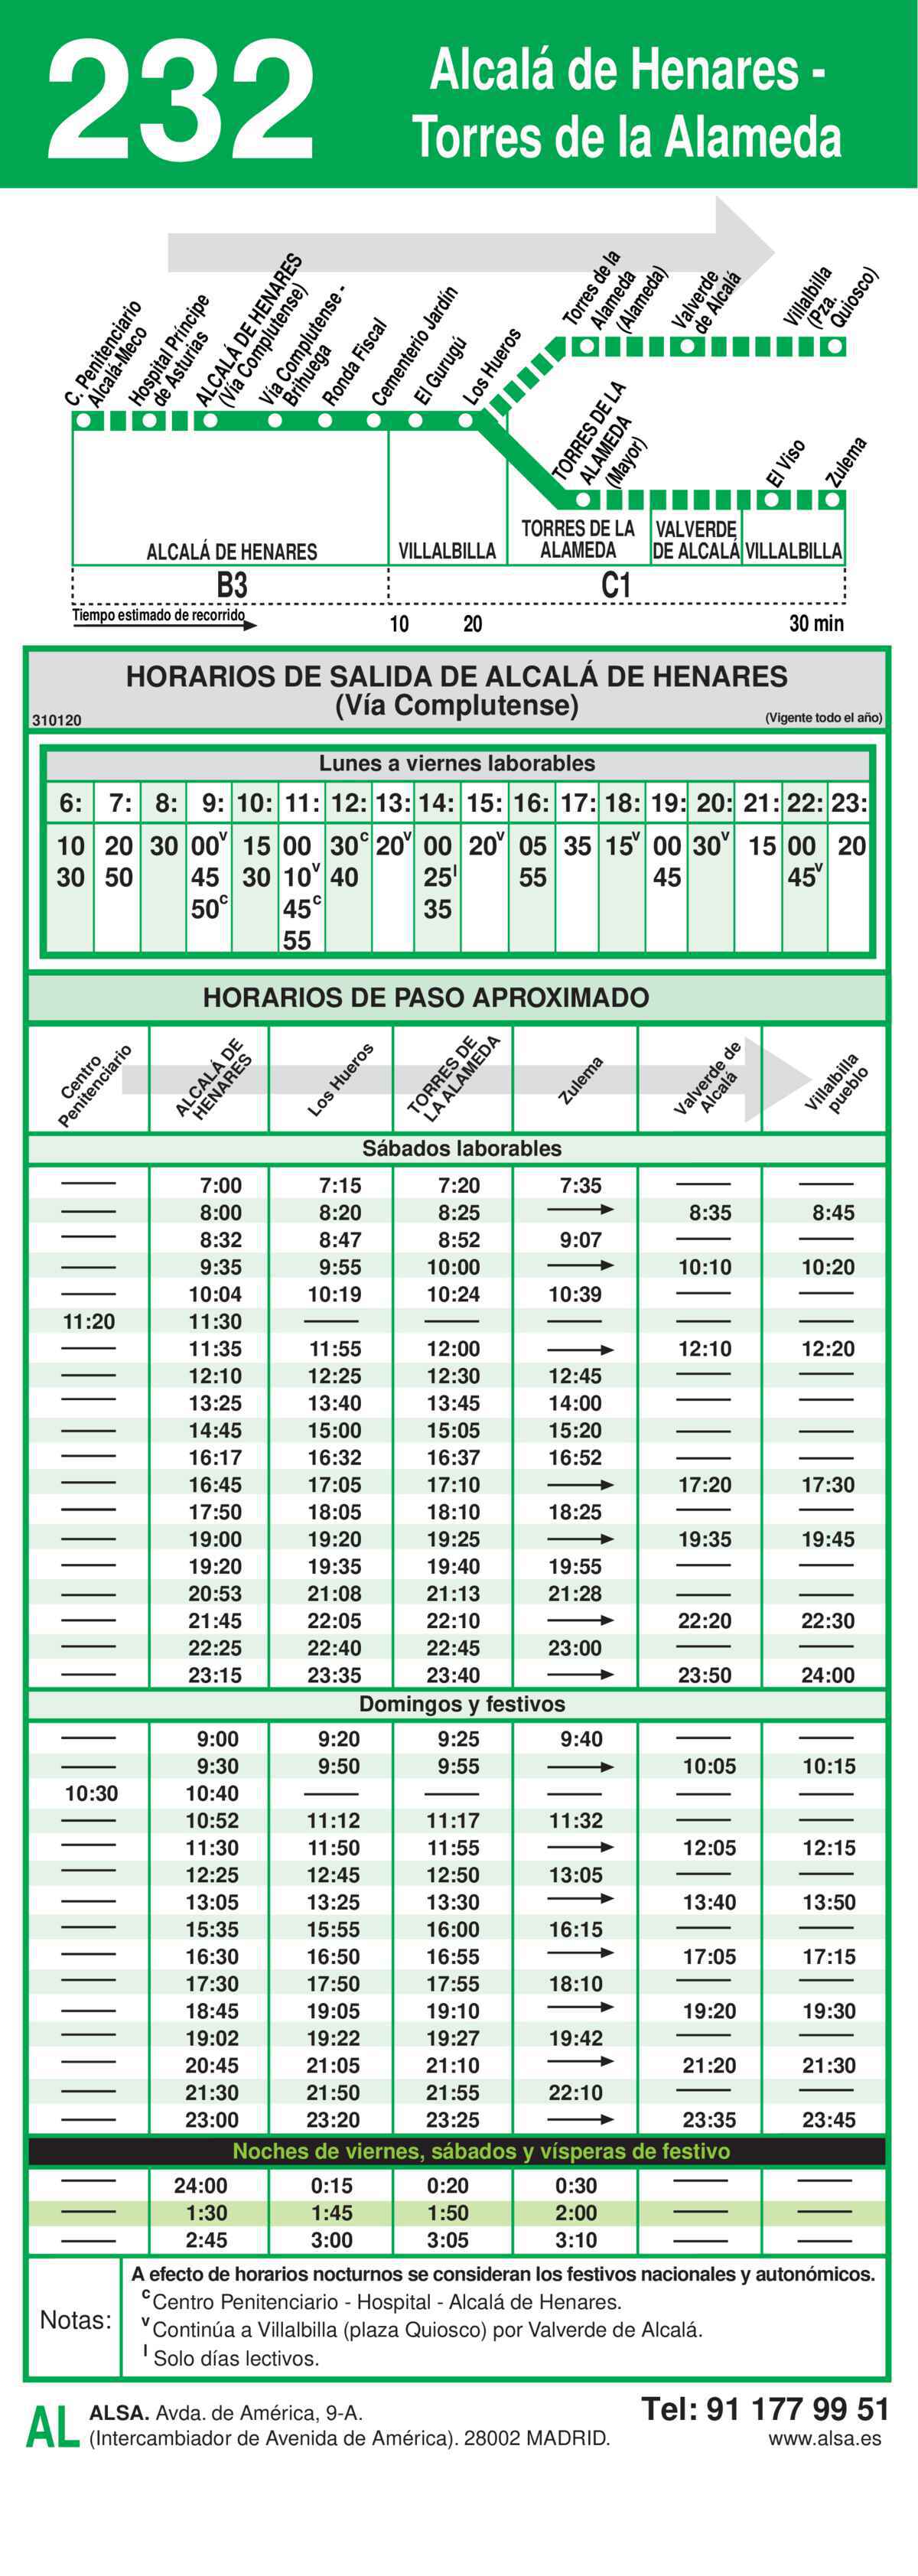 232
Alcalá de Henares -
Torres de la Alameda
C. Penitenciario
Alcalá-Meco
Hospital Príncipe
de Asturias
ALCALÁ DE HENARES
(Vía Complutense)
Vía Complutense -
Brihuega
Ronda Fiscal
Cementerio Jardín
El Gurugú
Los Hueros
Torres de la
Alameda
(Alameda)
Valverde
de Alcalá
Villalbilla
(Pza.
Quiosco)
TORRES DE LA
ALAMEDA
(Mayor)
El Viso
Zulema
ALCALÁ DE HENARES
VILLALBILLA
TORRES DE LA
ALAMEDA
VALVERDE
DE ALCALÁ
VILLALBILLA
B3
C1
Tiempo estimado de recorrido
10 20 30 min
HORARIOS DE SALIDA DE ALCALÁ DE HENARES
(Vía Complutense)
310120
(Vigente todo el año)
Lunes a viernes laborables
6: 7: 8: 9: 10: 11: 12: 13: 14: 15: 16: 17: 18: 19: 20: 21: 22: 23:
10 20 30 00v 15 00 30c 20v 00 20v 05 35 15v 00 30v 15 00 20
30 50 45 30 10v 40 25l 55 45 45v
50c 45c 35
55
HORARIOS DE PASO APROXIMADO
Centro
Penitenciario
ALCALÁ DE
HENARES
Los Hueros
TORRES DE
LA ALAMEDA
Zulema
Valverde de
Alcalá
Villalbilla
pueblo
Sábados laborables
7:00 7:15 7:20 7:35
8:00 8:20 8:25 8:35 8:45
8:32 8:47 8:52 9:07
9:35 9:55 10:00 10:10 10:20
10:04 10:19 10:24 10:39
11:20 11:30
11:35 11:55 12:00 12:10 12:20
12:10 12:25 12:30 12:45
13:25 13:40 13:45 14:00
14:45 15:00 15:05 15:20
16:17 16:32 16:37 16:52
16:45 17:05 17:10 17:20 17:30
17:50 18:05 18:10 18:25
19:00 19:20 19:25 19:35 19:45
19:20 19:35 19:40 19:55
20:53 21:08 21:13 21:28
21:45 22:05 22:10 22:20 22:30
22:25 22:40 22:45 23:00
23:15 23:35 23:40 23:50 24:00
Domingos y festivos
9:00 9:20 9:25 9:40
9:30 9:50 9:55 10:05 10:15
10:30 10:40
10:52 11:12 11:17 11:32
11:30 11:50 11:55 12:05 12:15
12:25 12:45 12:50 13:05
13:05 13:25 13:30 13:40 13:50
15:35 15:55 16:00 16:15
16:30 16:50 16:55 17:05 17:15
17:30 17:50 17:55 18:10
18:45 19:05 19:10 19:20 19:30
19:02 19:22 19:27 19:42
20:45 21:05 21:10 21:20 21:30
21:30 21:50 21:55 22:10
23:00 23:20 23:25 23:35 23:45
Noches de viernes, sábados y vísperas de festivo
24:00 0:15 0:20 0:30
1:30 1:45 1:50 2:00
2:45 3:00 3:05 3:10
Notas:
A efecto de horarios nocturnos se consideran los festivos nacionales y autonómicos.
c Centro Penitenciario - Hospital - Alcalá de Henares.
v Continúa a Villalbilla (plaza Quiosco) por Valverde de Alcalá.
l Solo días lectivos.
AL
ALSA. Avda. de América, 9-A.
(Intercambiador de Avenida de América). 28002 MADRID.
Tel: 91 177 99 51
www.alsa.es